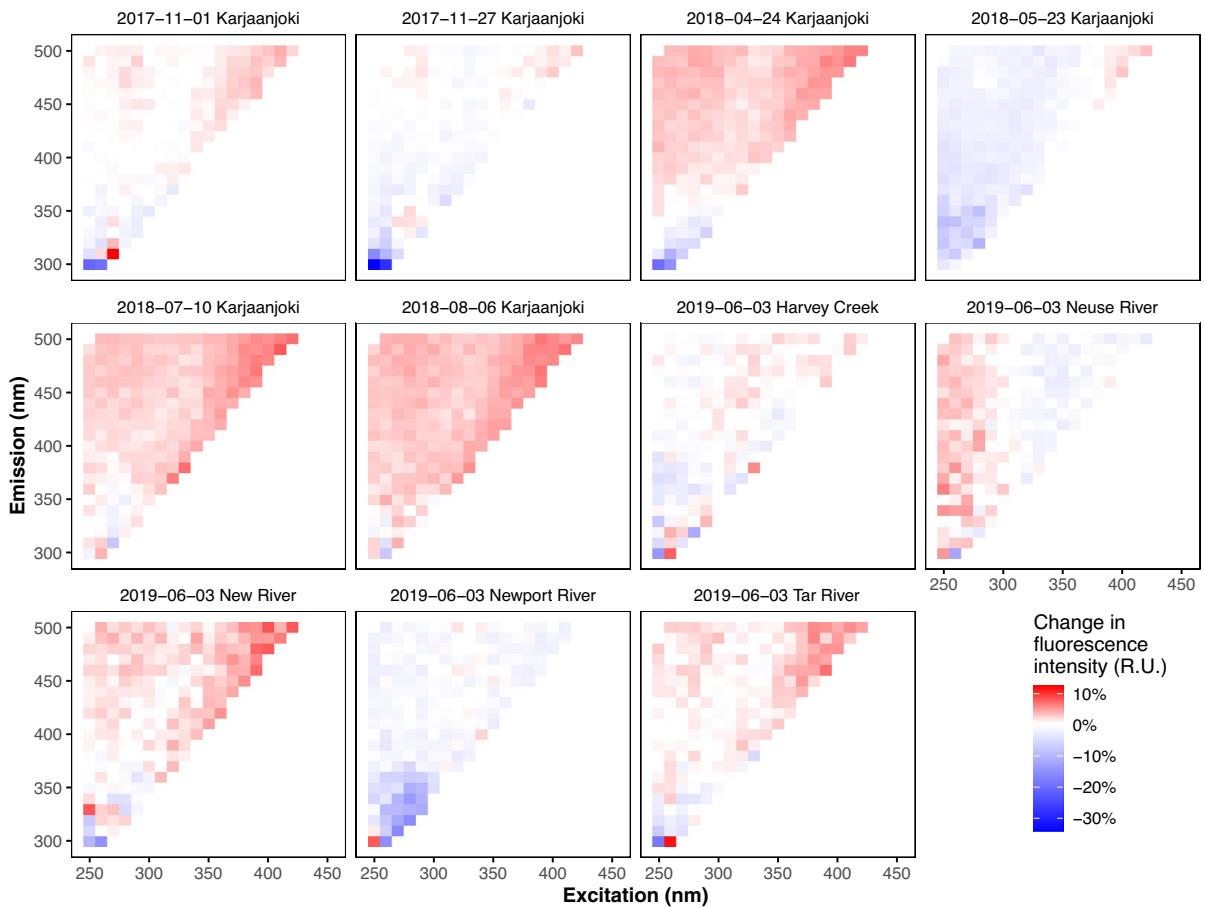 2017−11−01 Karjaanjoki
2017−11−27 Karjaanjoki
2018−04−24 Karjaanjoki
2018−05−23 Karjaanjoki
500
450
400
350
300
2018−07−10 Karjaanjoki
2018−08−06 Karjaanjoki
2019−06−03 Harvey Creek
2019−06−03 Neuse River
500
450
400
350
300
250 300 350 400 450
2019−06−03 New River
2019−06−03 Newport River
2019−06−03 Tar River
500
450
400
350
300
250 300 350 400 450
250 300 350 400 450
250 300 350 400 450
Emission (nm)
Excitation (nm)
Change in
fluorescence
intensity (R.U.)
10%
0%
−10%
−20%
−30%